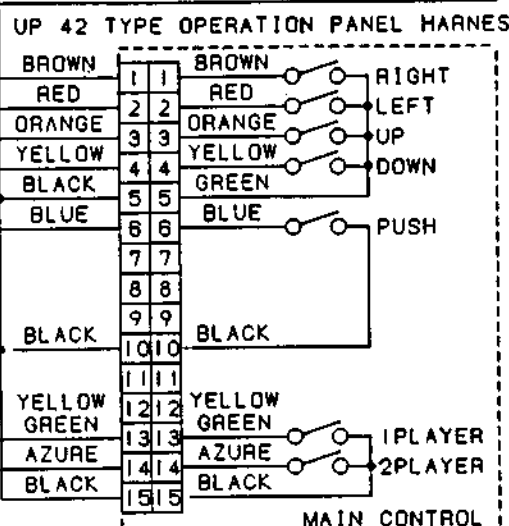 UP 42 TYPE OPERATION PANEL HARNES
BROWN 1 1 BROWN RIGHT
RED 2 2 RED LEFT
ORANGE 3 3 ORANGE UP
YELLOW 4 4 YELLOW DOWN
BLACK 5 5 GREEN
BLUE 6 6 BLUE PUSH
7 7
8 8
9 9
BLACK 10 10 BLACK
11 11
YELLOW 12 12 YELLOW
GREEN 13 13 GREEN 1PLAYER
AZURE 14 14 AZURE 2PLAYER
BLACK 15 15 BLACK
MAIN CONTROL